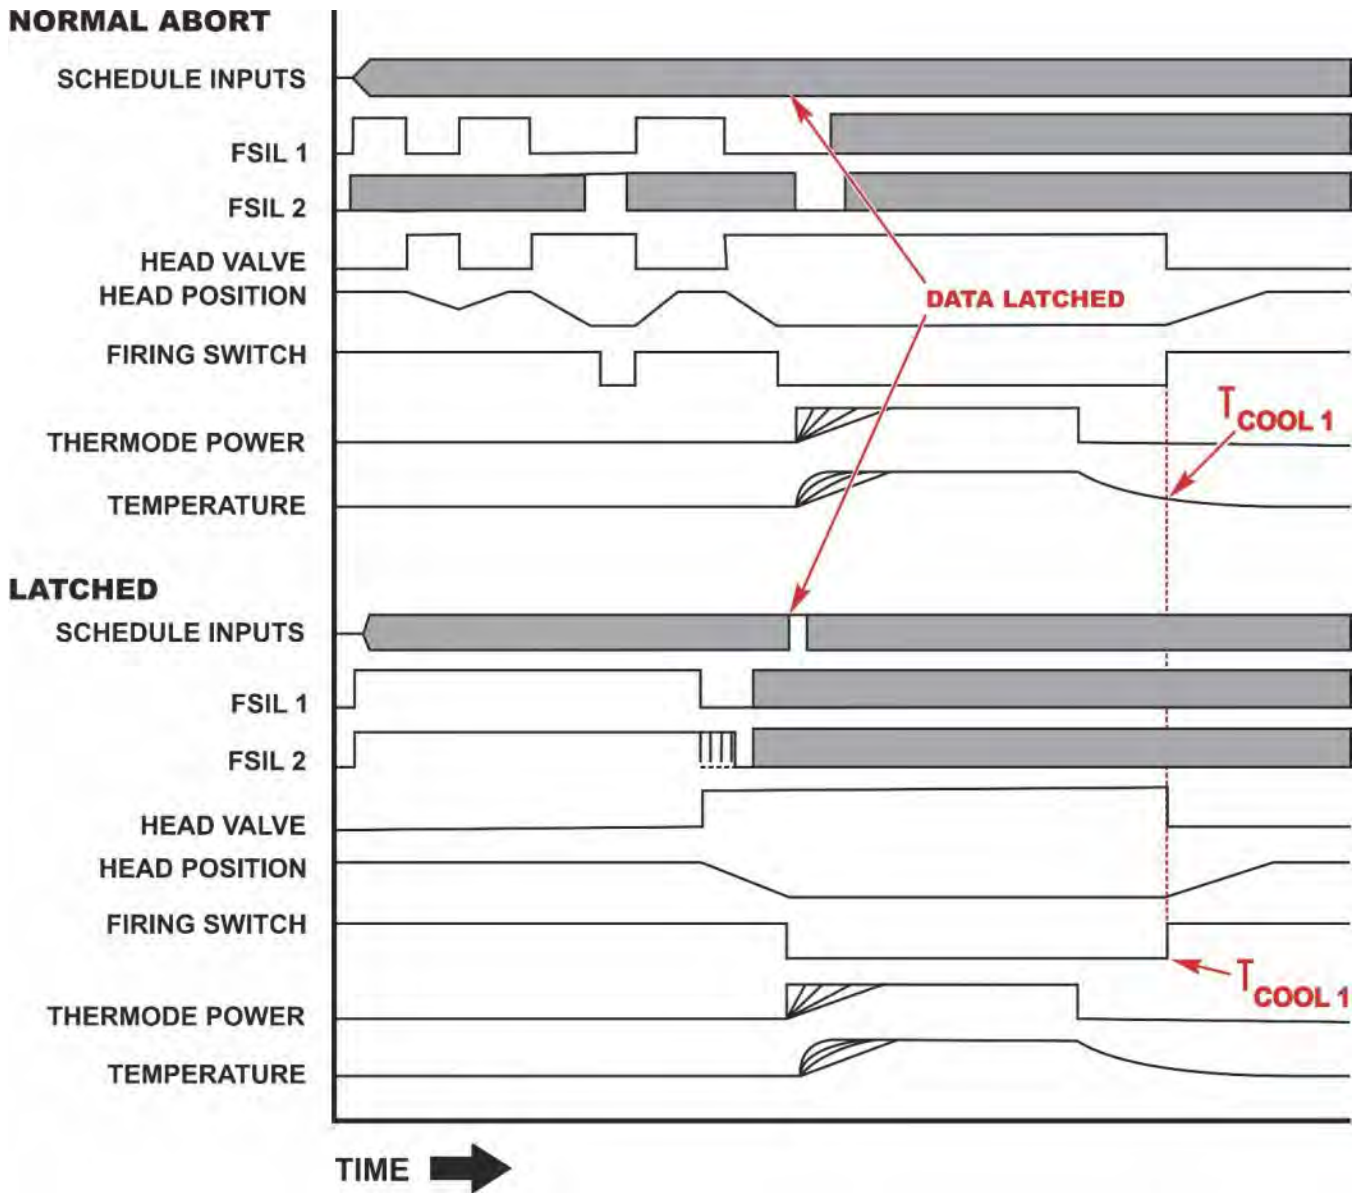 NORMAL ABORT
SCHEDULE INPUTS
FSIL 1
FSIL 2
HEAD VALVE
HEAD POSITION
DATA LATCHED
FIRING SWITCH
T COOL 1
THERMODE POWER
TEMPERATURE
LATCHED
SCHEDULE INPUTS
FSIL 1
FSIL 2
HEAD VALVE
HEAD POSITION
FIRING SWITCH
T COOL 1
THERMODE POWER
TEMPERATURE
TIME